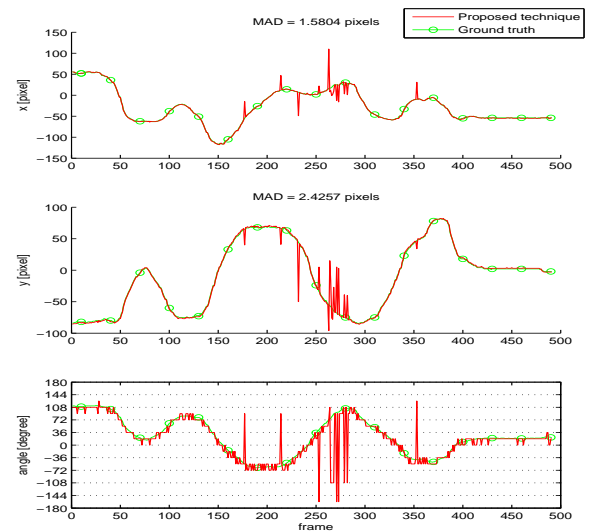 Proposed technique
Ground truth
MAD = 1.5804 pixels
x [pixel]
150
100
50
0
−50
−100
−150
0 50 100 150 200 250 300 350 400 450 500
MAD = 2.4257 pixels
y [pixel]
100
50
0
−50
−100
0 50 100 150 200 250 300 350 400 450 500
angle [degree]
180
144
108
72
36
0
−36
−72
−108
−144
−180
0 50 100 150 200 250 300 350 400 450 500
frame